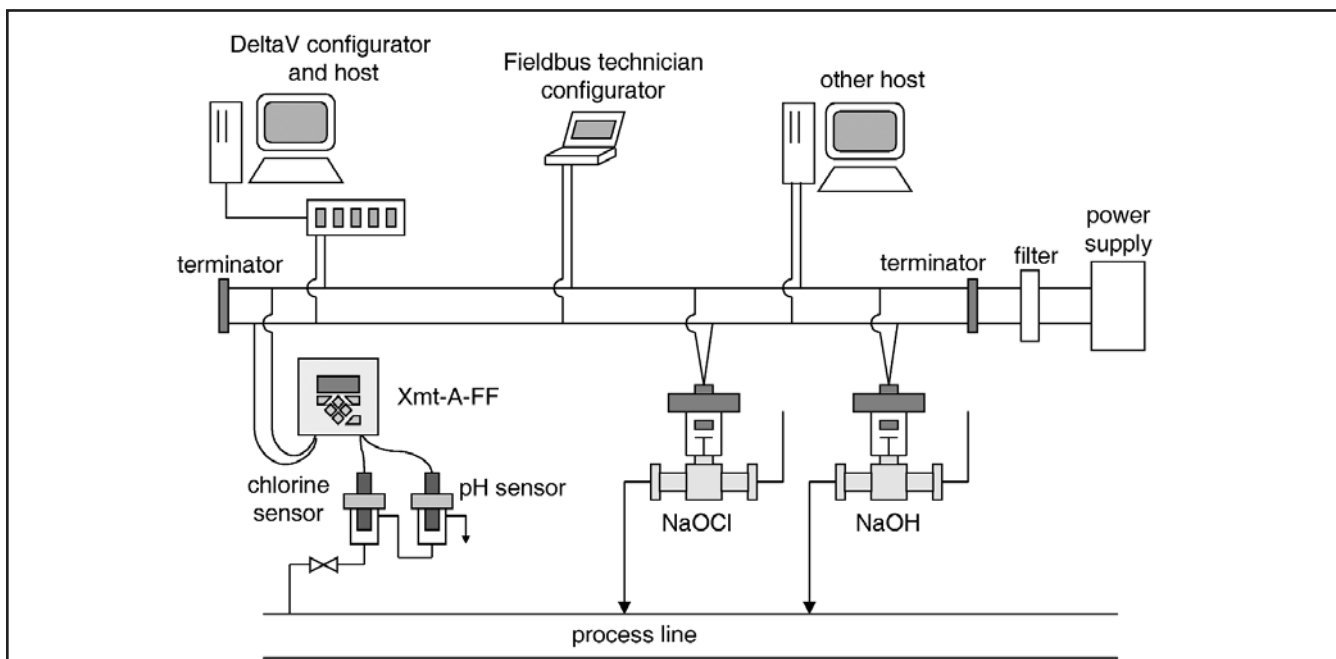 DeltaV configurator
and host
Fieldbus technician
configurator
other host
power
supply
terminator
terminator
filter
Xmt-A-FF
chlorine
sensor
pH sensor
NaOCl
NaOH
process line